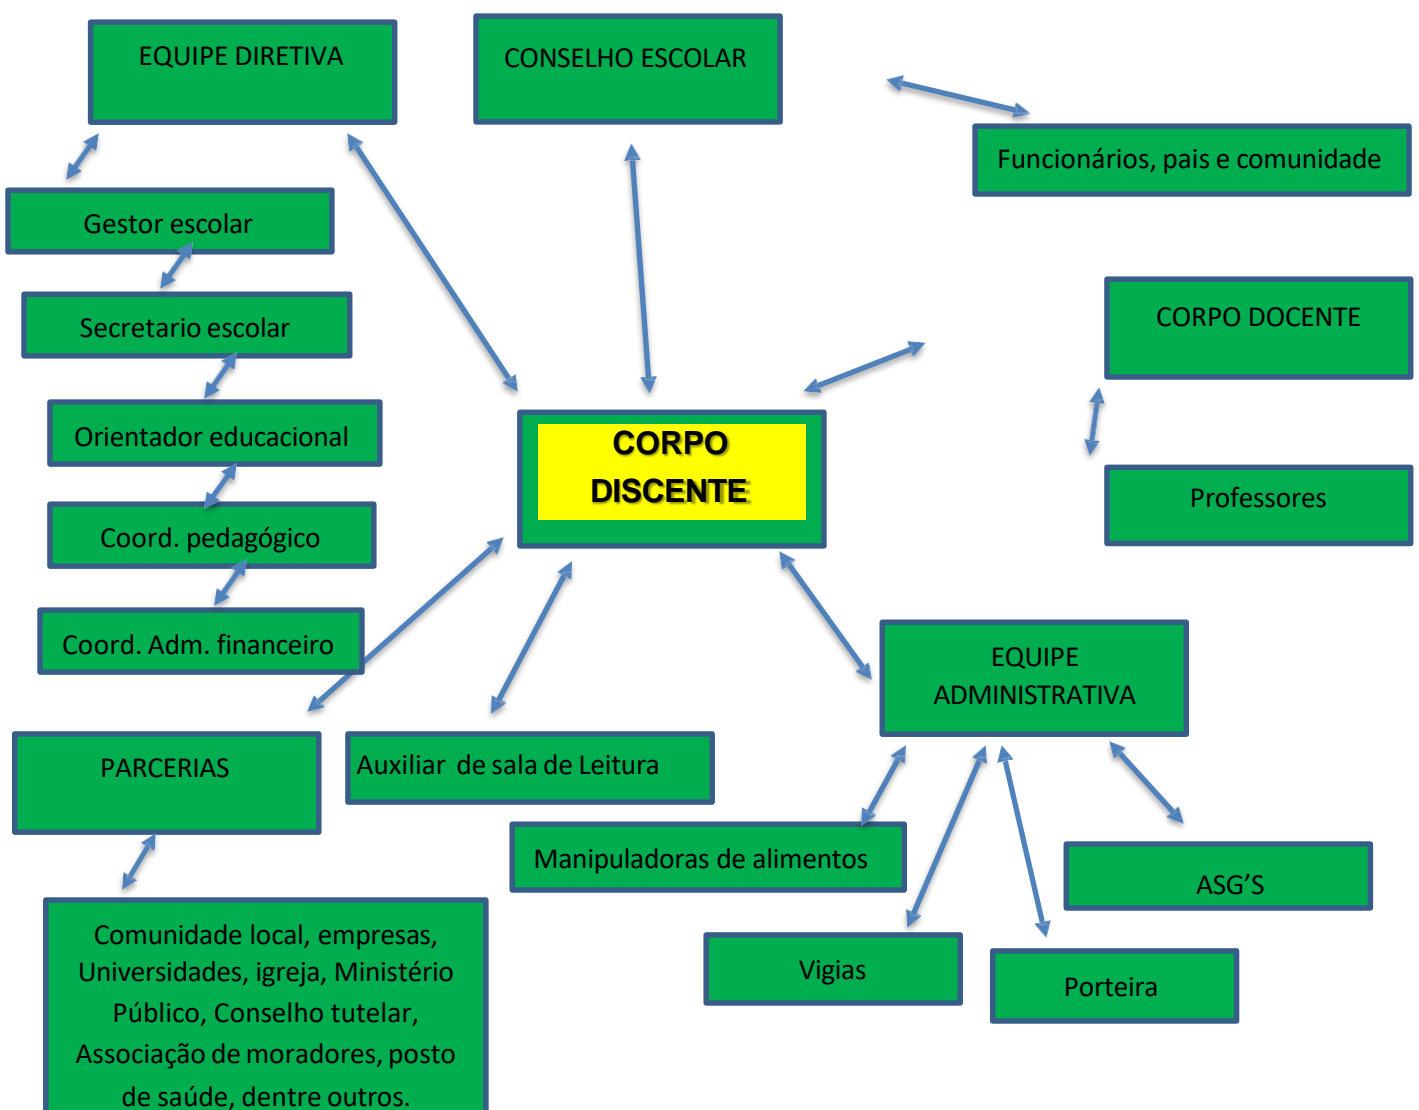 EQUIPE DIRETIVA
CONSELHO ESCOLAR
Funcionários, pais e comunidade
Gestor escolar
Secretario escolar
CORPO DOCENTE
Orientador educacional
CORPO
DISCENTE
Professores
Coord. pedagógico
Coord. Adm. financeiro
EQUIPE
ADMINISTRATIVA
PARCERIAS
Auxiliar de sala de Leitura
Manipuladoras de alimentos
ASG'S
Vigias
Porteira
Comunidade local, empresas,
Universidades, igreja, Ministério
Público, Conselho tutelar,
Associação de moradores, posto
de saúde, dentre outros.